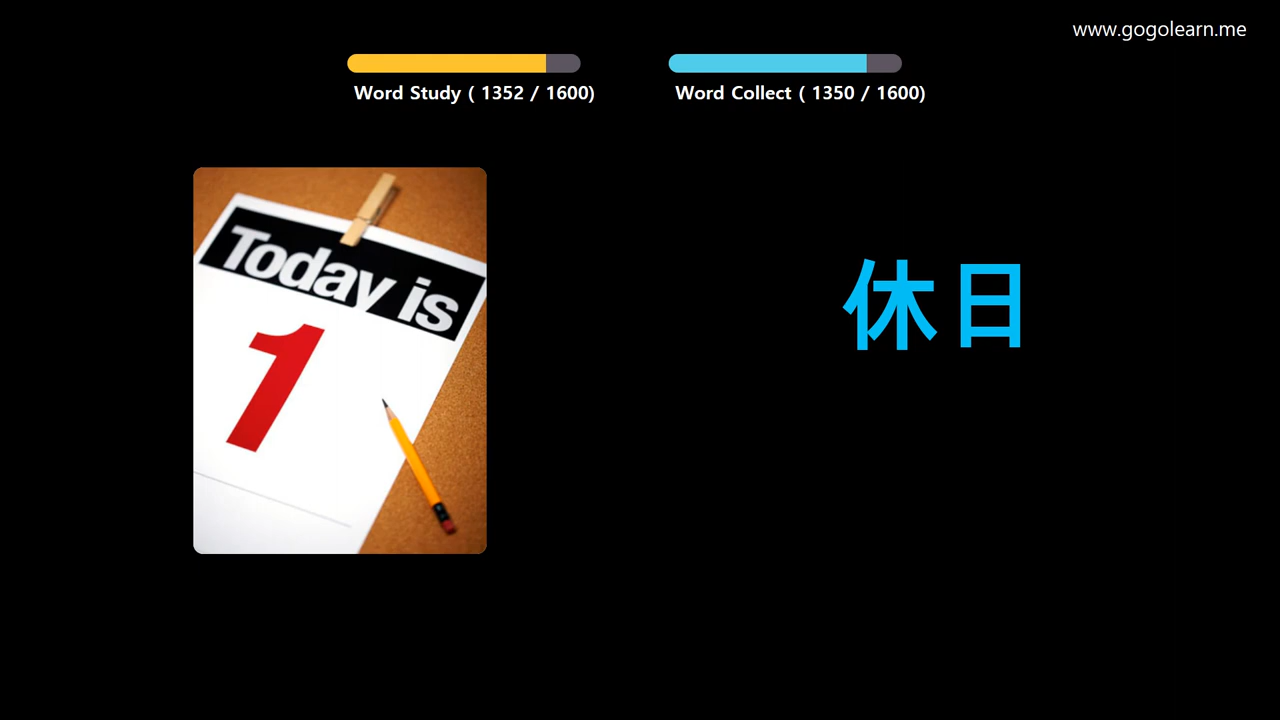 www.gogolearn.me
Word Study ( 1352 / 1600)
Word Collect ( 1350 / 1600)
Today is
1
休日